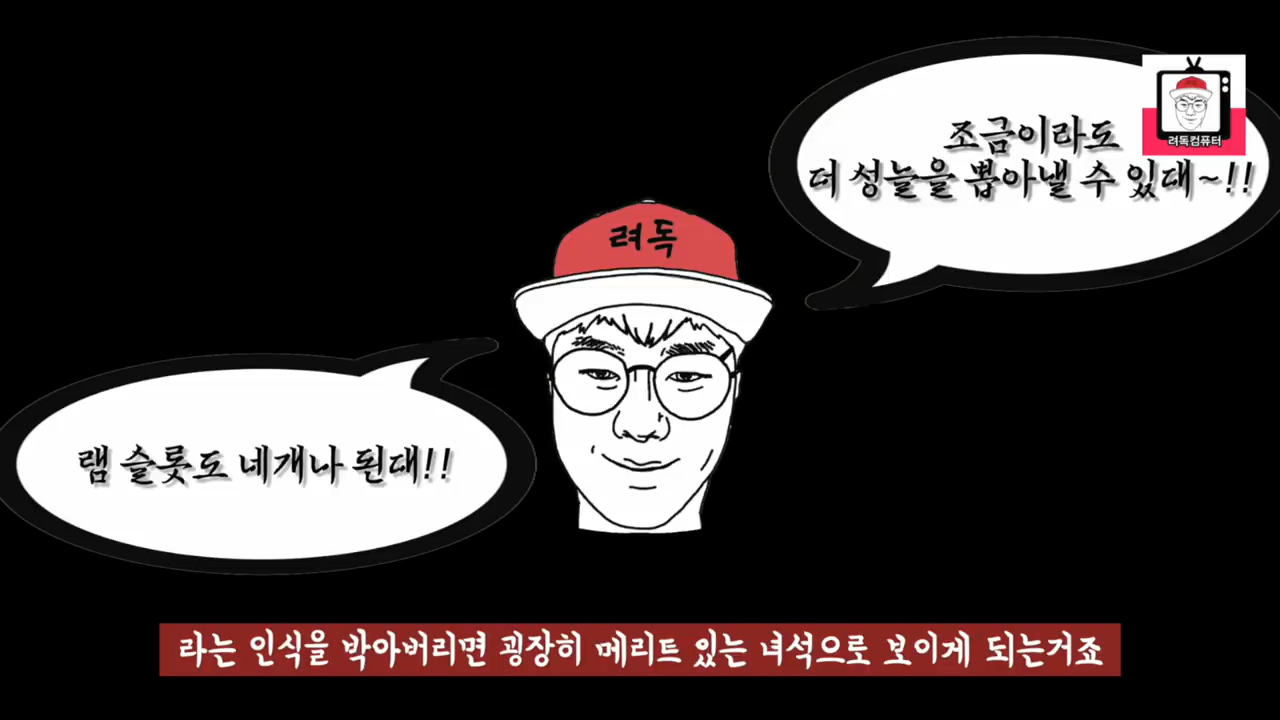 려독컴퓨터
조금이라도
더 성늘을 뽑아낼 수 있대~!!
려독
램 슬롯도 네개나 된대!!
라는 인식을 박아버리면 굉장히 메리트 있는 녀석으로 보이게 되는거죠